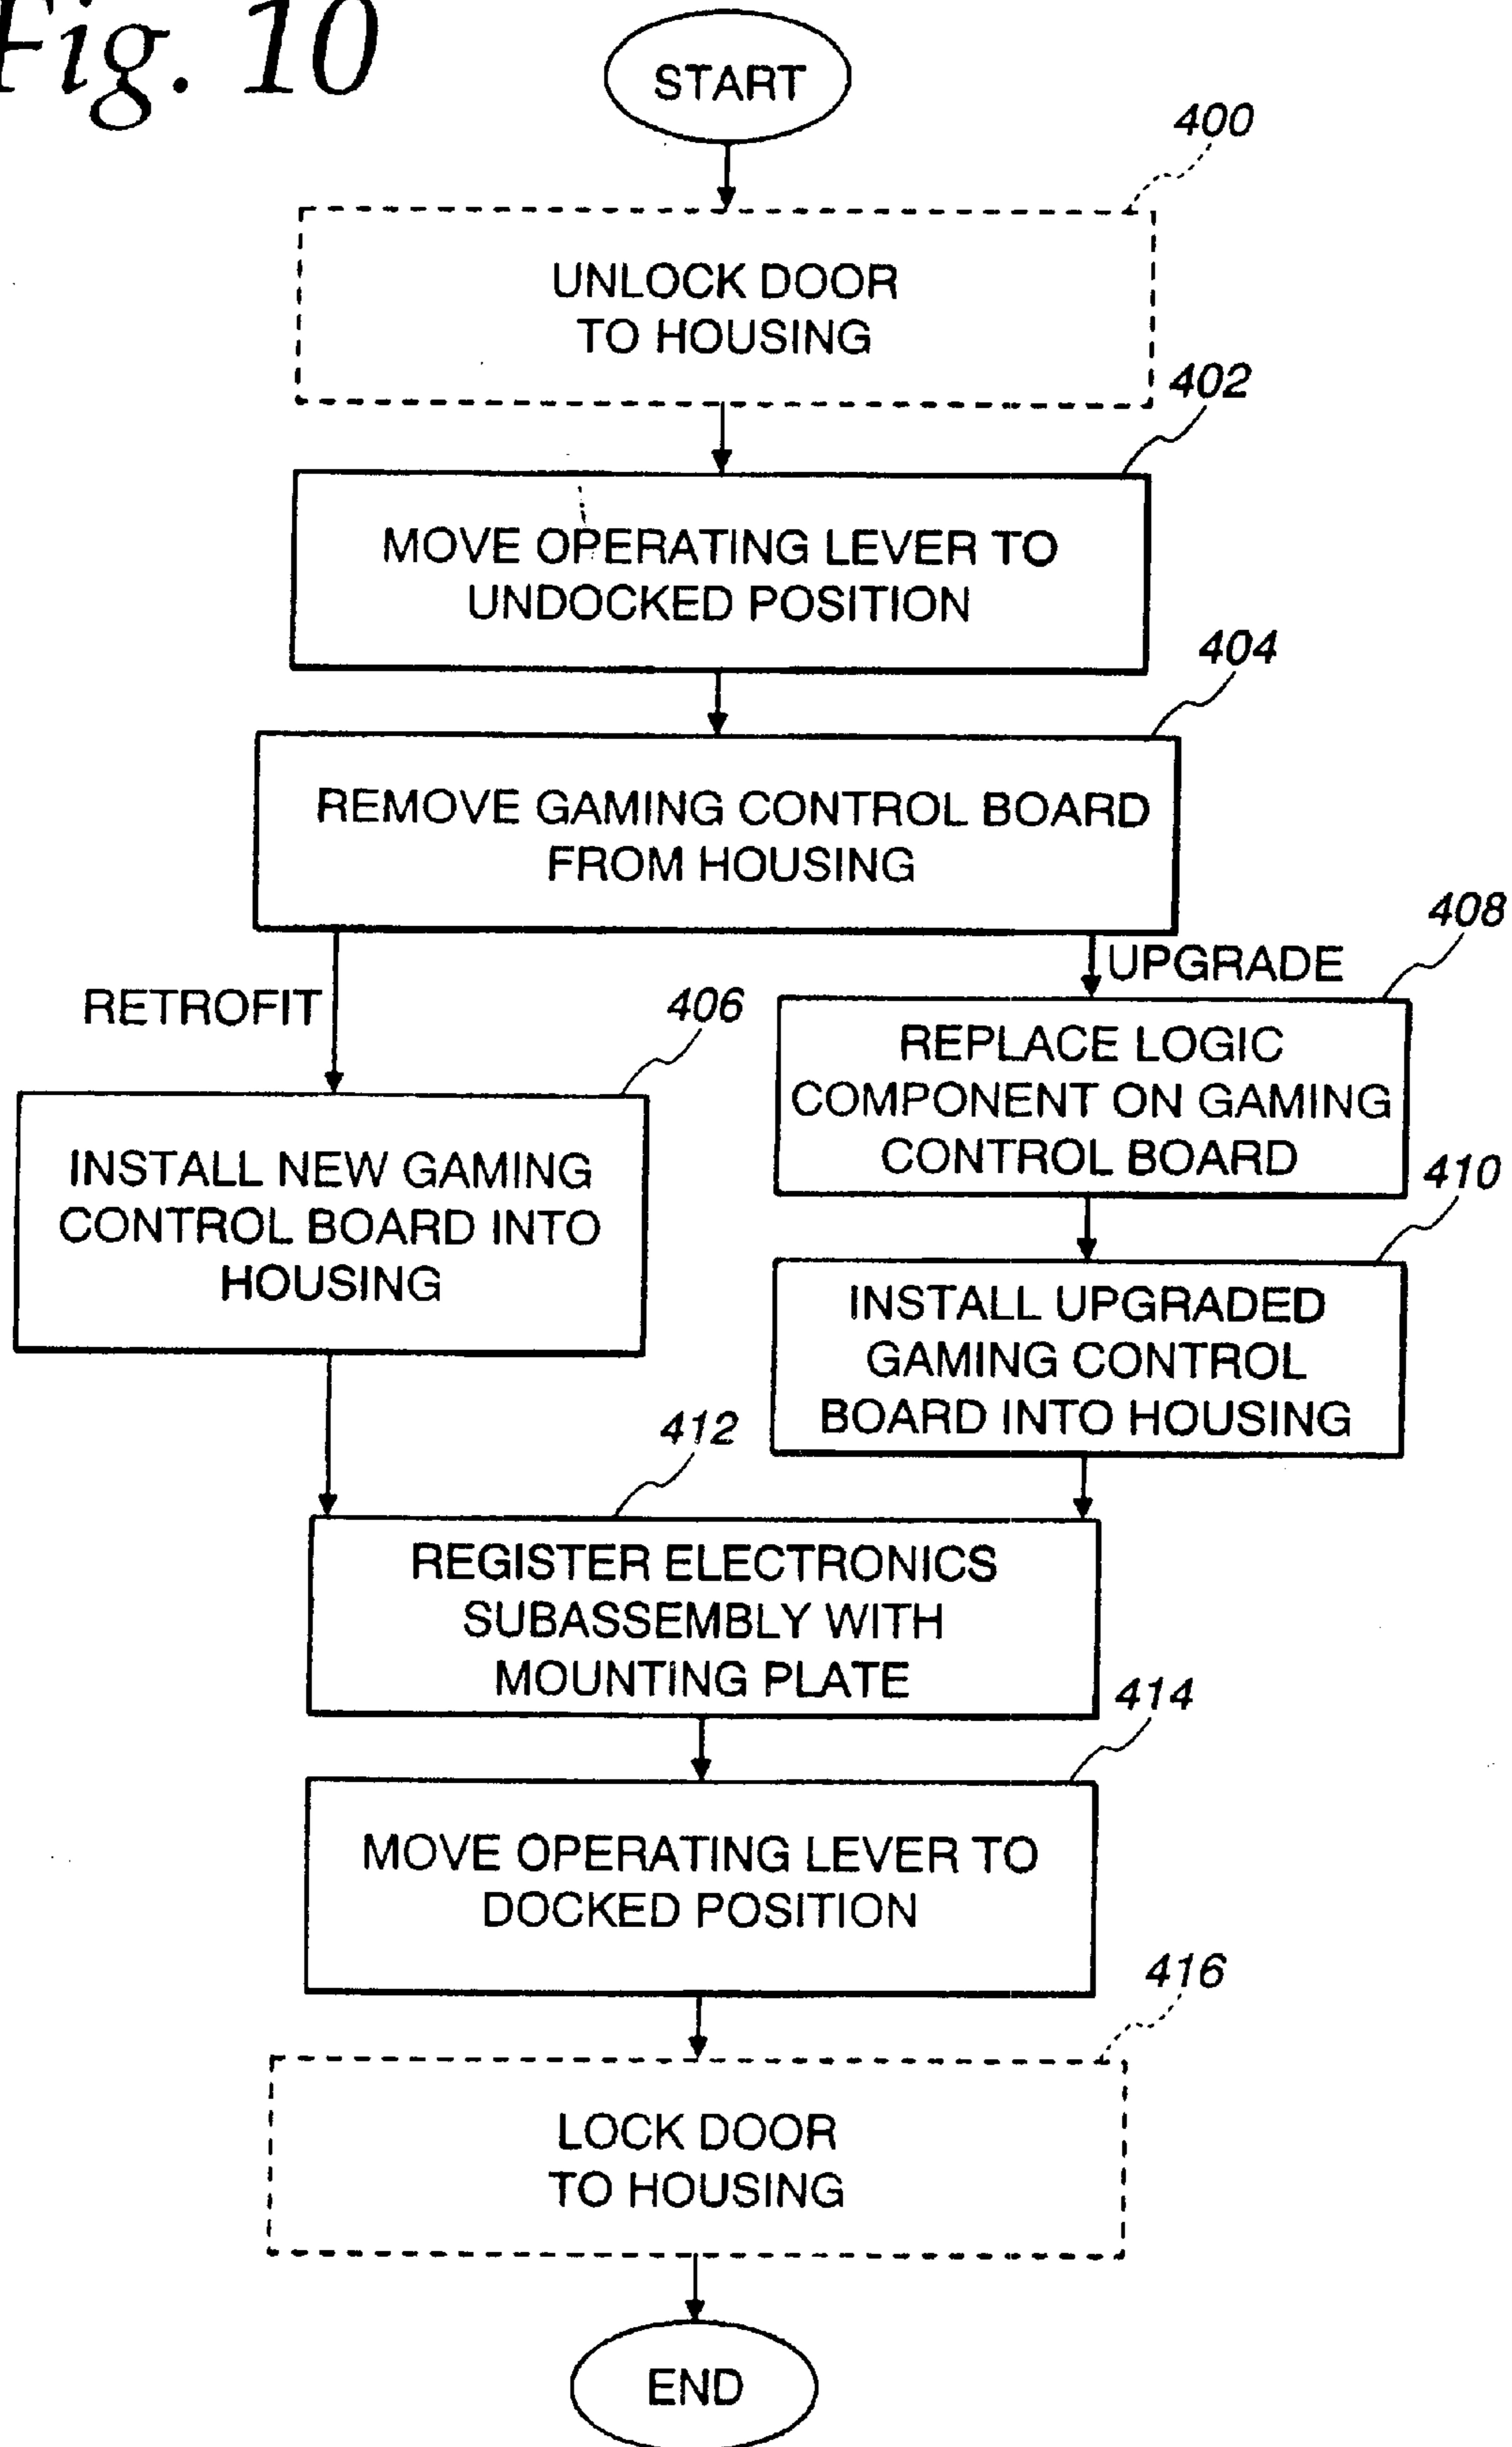 Fig. 10
START
400
UNLOCK DOOR
TO HOUSING
402
MOVE OPERATING LEVER TO
UNDOCKED POSITION
404
REMOVE GAMING CONTROL BOARD
FROM HOUSING
RETROFIT
406
INSTALL NEW GAMING
CONTROL BOARD INTO
HOUSING
UPGRADE
408
REPLACE LOGIC
COMPONENT ON GAMING
CONTROL BOARD
410
INSTALL UPGRADED
GAMING CONTROL
BOARD INTO HOUSING
412
REGISTER ELECTRONICS
SUBASSEMBLY WITH
MOUNTING PLATE
414
MOVE OPERATING LEVER TO
DOCKED POSITION
416
LOCK DOOR
TO HOUSING
END